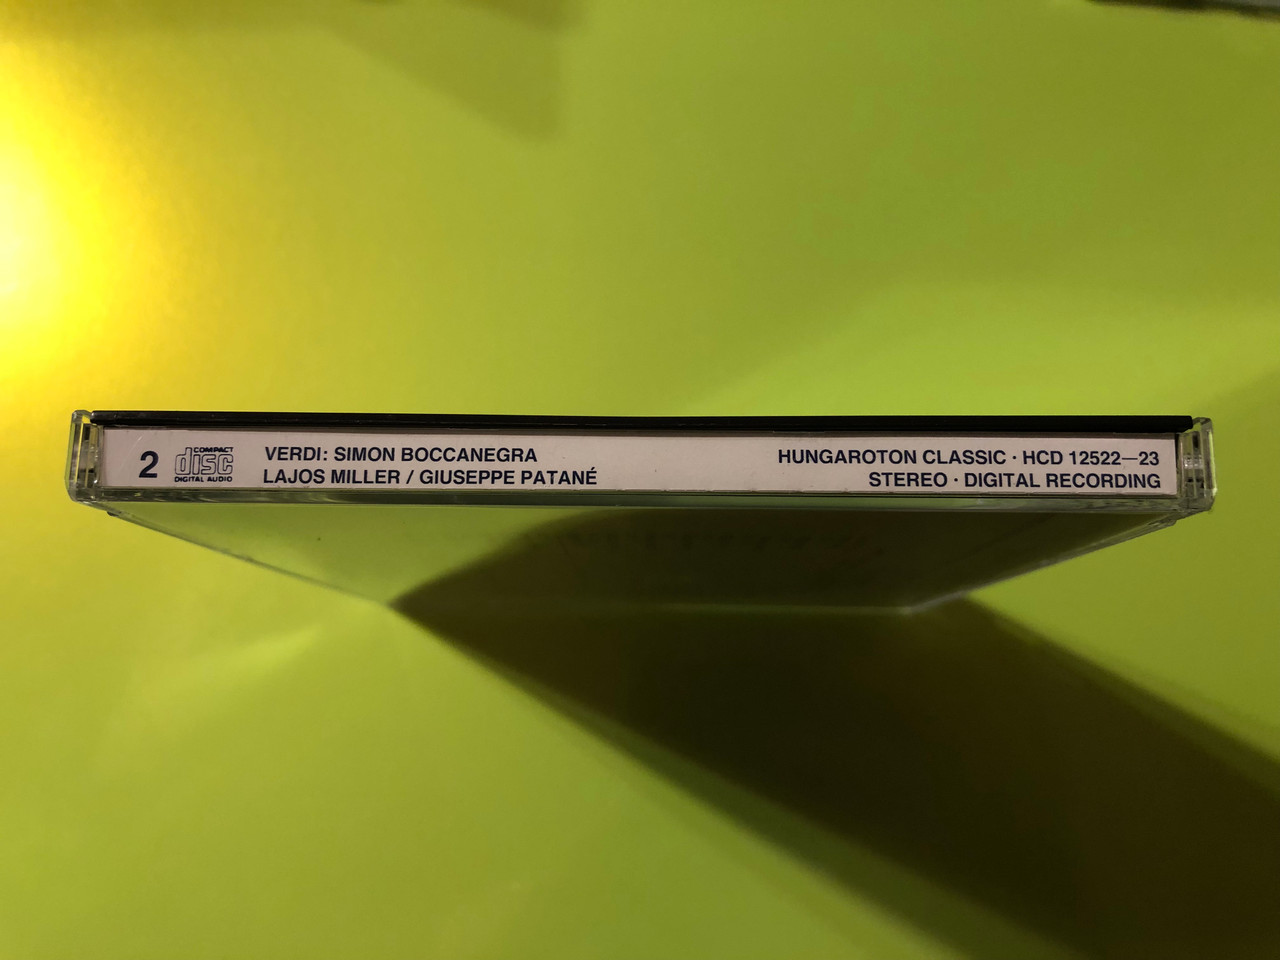 2
COMPACT
disc
DIGITAL AUDIO
VERDI: SIMON BOCCANEGRA
LAJOS MILLER / GIUSEPPE PATANÉ
HUNGAROTON CLASSIC · HCD 12522—23
STEREO · DIGITAL RECORDING